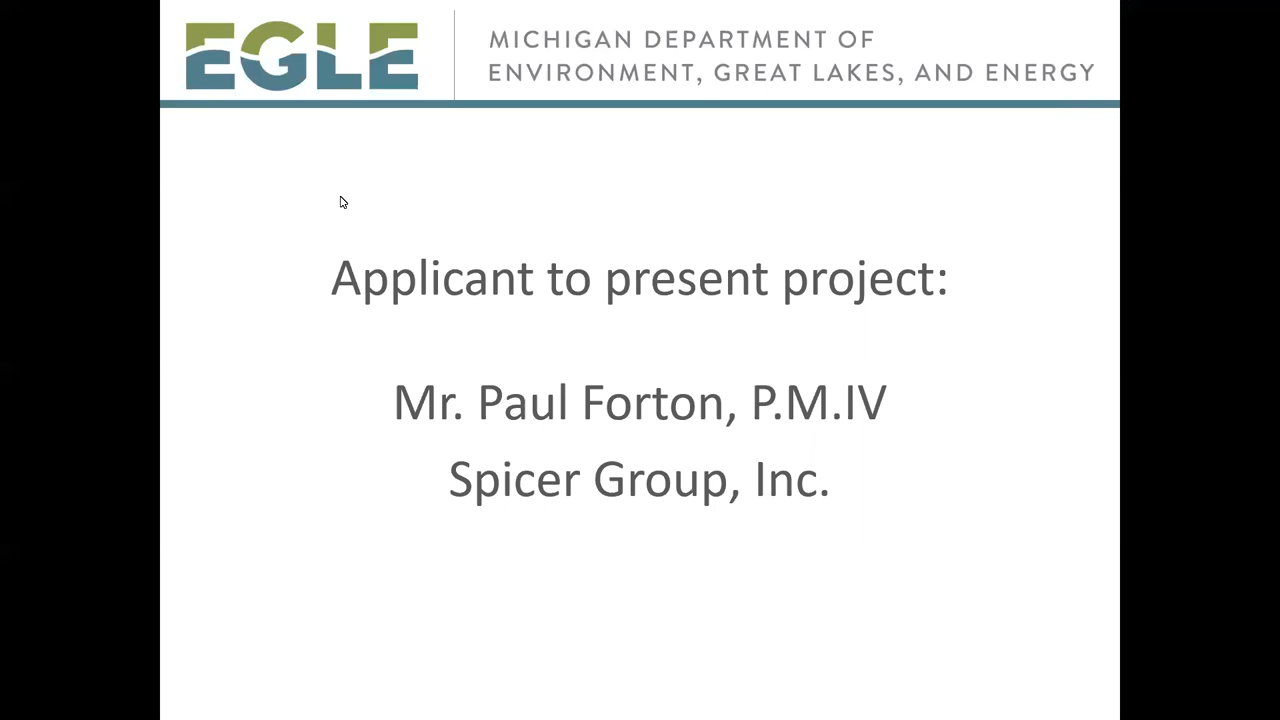 EGLE
MICHIGAN DEPARTMENT OF
ENVIRONMENT, GREAT LAKES, AND ENERGY
Applicant to present project:
Mr. Paul Forton, P.M.IV
Spicer Group, Inc.